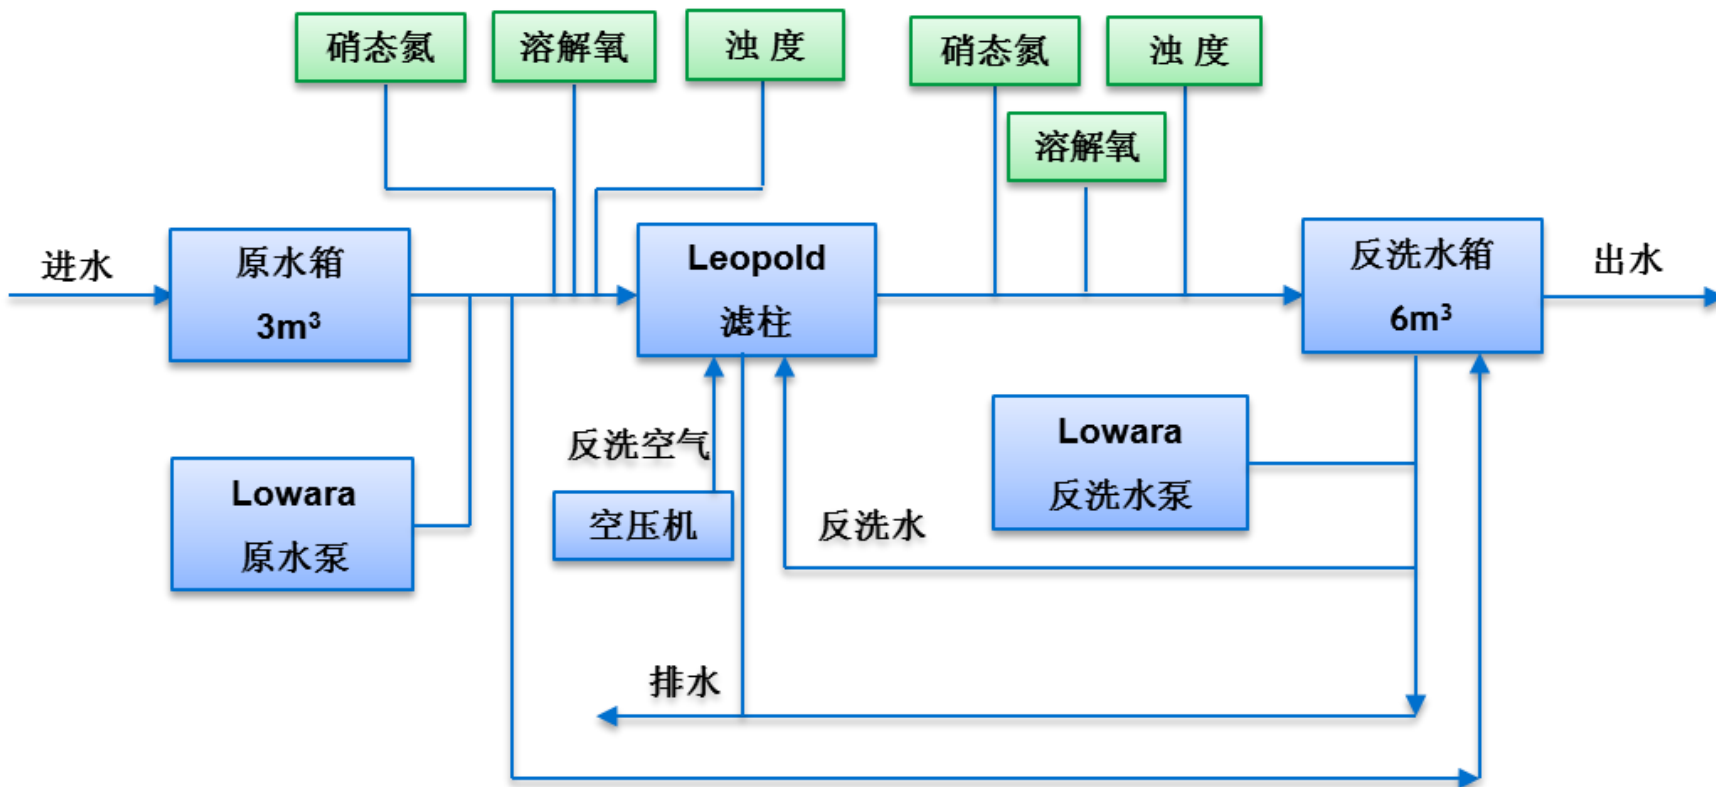 硝态氮
溶解氧
浊 度
硝态氮
浊 度
溶解氧
进水
原水箱
3m³
Leopold
滤柱
反洗水箱
6m³
出水
Lowara
原水泵
反洗空气
空压机
反洗水
Lowara
反洗水泵
排水